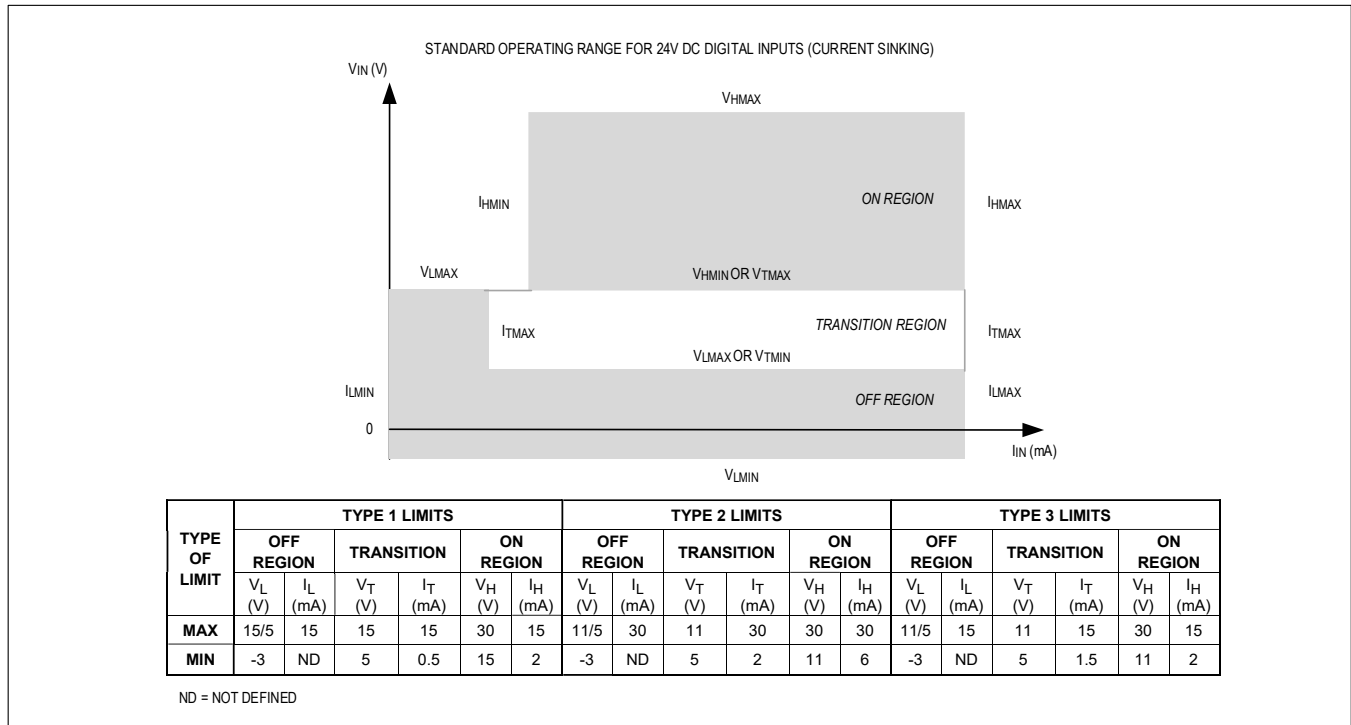 STANDARD OPERATING RANGE FOR 24V DC DIGITAL INPUTS (CURRENT SINKING)
VIN (V)
VHMAX
IHMIN
ON REGION
IHMAX
VLMAX
VHMIN OR VTMAX
ITMAX
TRANSITION REGION
ITMAX
VLMAX OR VTMIN
ILMIN
OFF REGION
ILMAX
0
IIN (mA)
VLMIN
TYPE OF LIMIT TYPE 1 LIMITS TYPE 2 LIMITS TYPE 3 LIMITS
OFF REGION TRANSITION ON REGION OFF REGION TRANSITION ON REGION OFF REGION TRANSITION ON REGION
VL (V) IL (mA) VT (V) IT (mA) VH (V) IH (mA) VL (V) IL (mA) VT (V) IT (mA) VH (V) IH (mA) VL (V) IL (mA) VT (V) IT (mA) VH (V) IH (mA)
MAX 15/5 15 15 15 30 15 11/5 30 11 30 30 30 11/5 15 11 15 30 15
MIN -3 ND 5 0.5 15 2 -3 ND 5 2 11 6 -3 ND 5 1.5 11 2
ND = NOT DEFINED